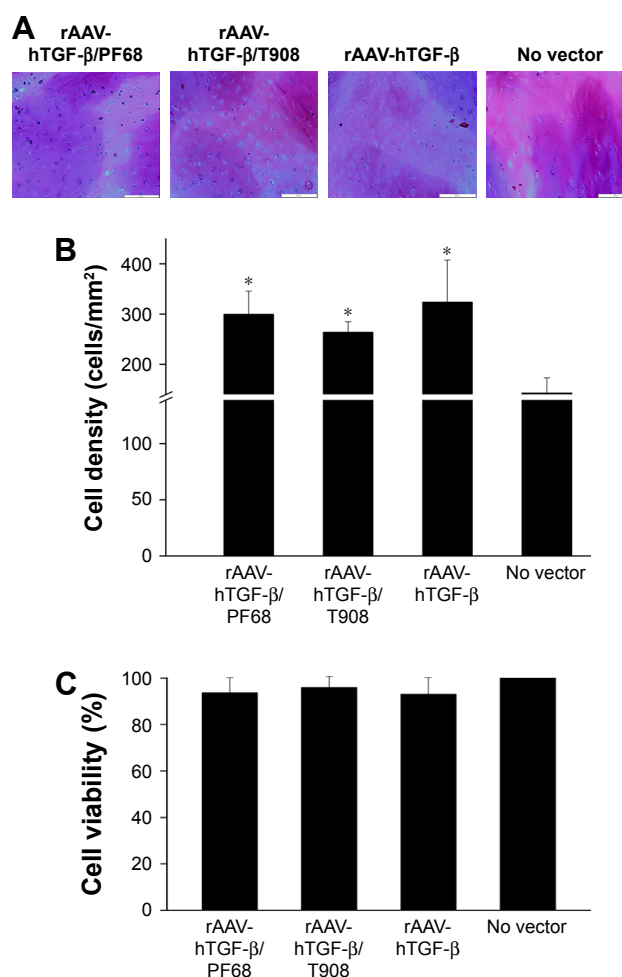 A
rAAV-
hTGF-β/PF68
rAAV-
hTGF-β/T908
rAAV-hTGF-β
No vector
B
Cell density (cells/mm²)
400
300
200
100
50
0
*
*
*
rAAV-
hTGF-β/
PF68
rAAV-
hTGF-β/
T908
rAAV-
hTGF-β
No vector
C
Cell viability (%)
100
80
60
40
20
0
rAAV-
hTGF-β/
PF68
rAAV-
hTGF-β/
T908
rAAV-
hTGF-β
No vector